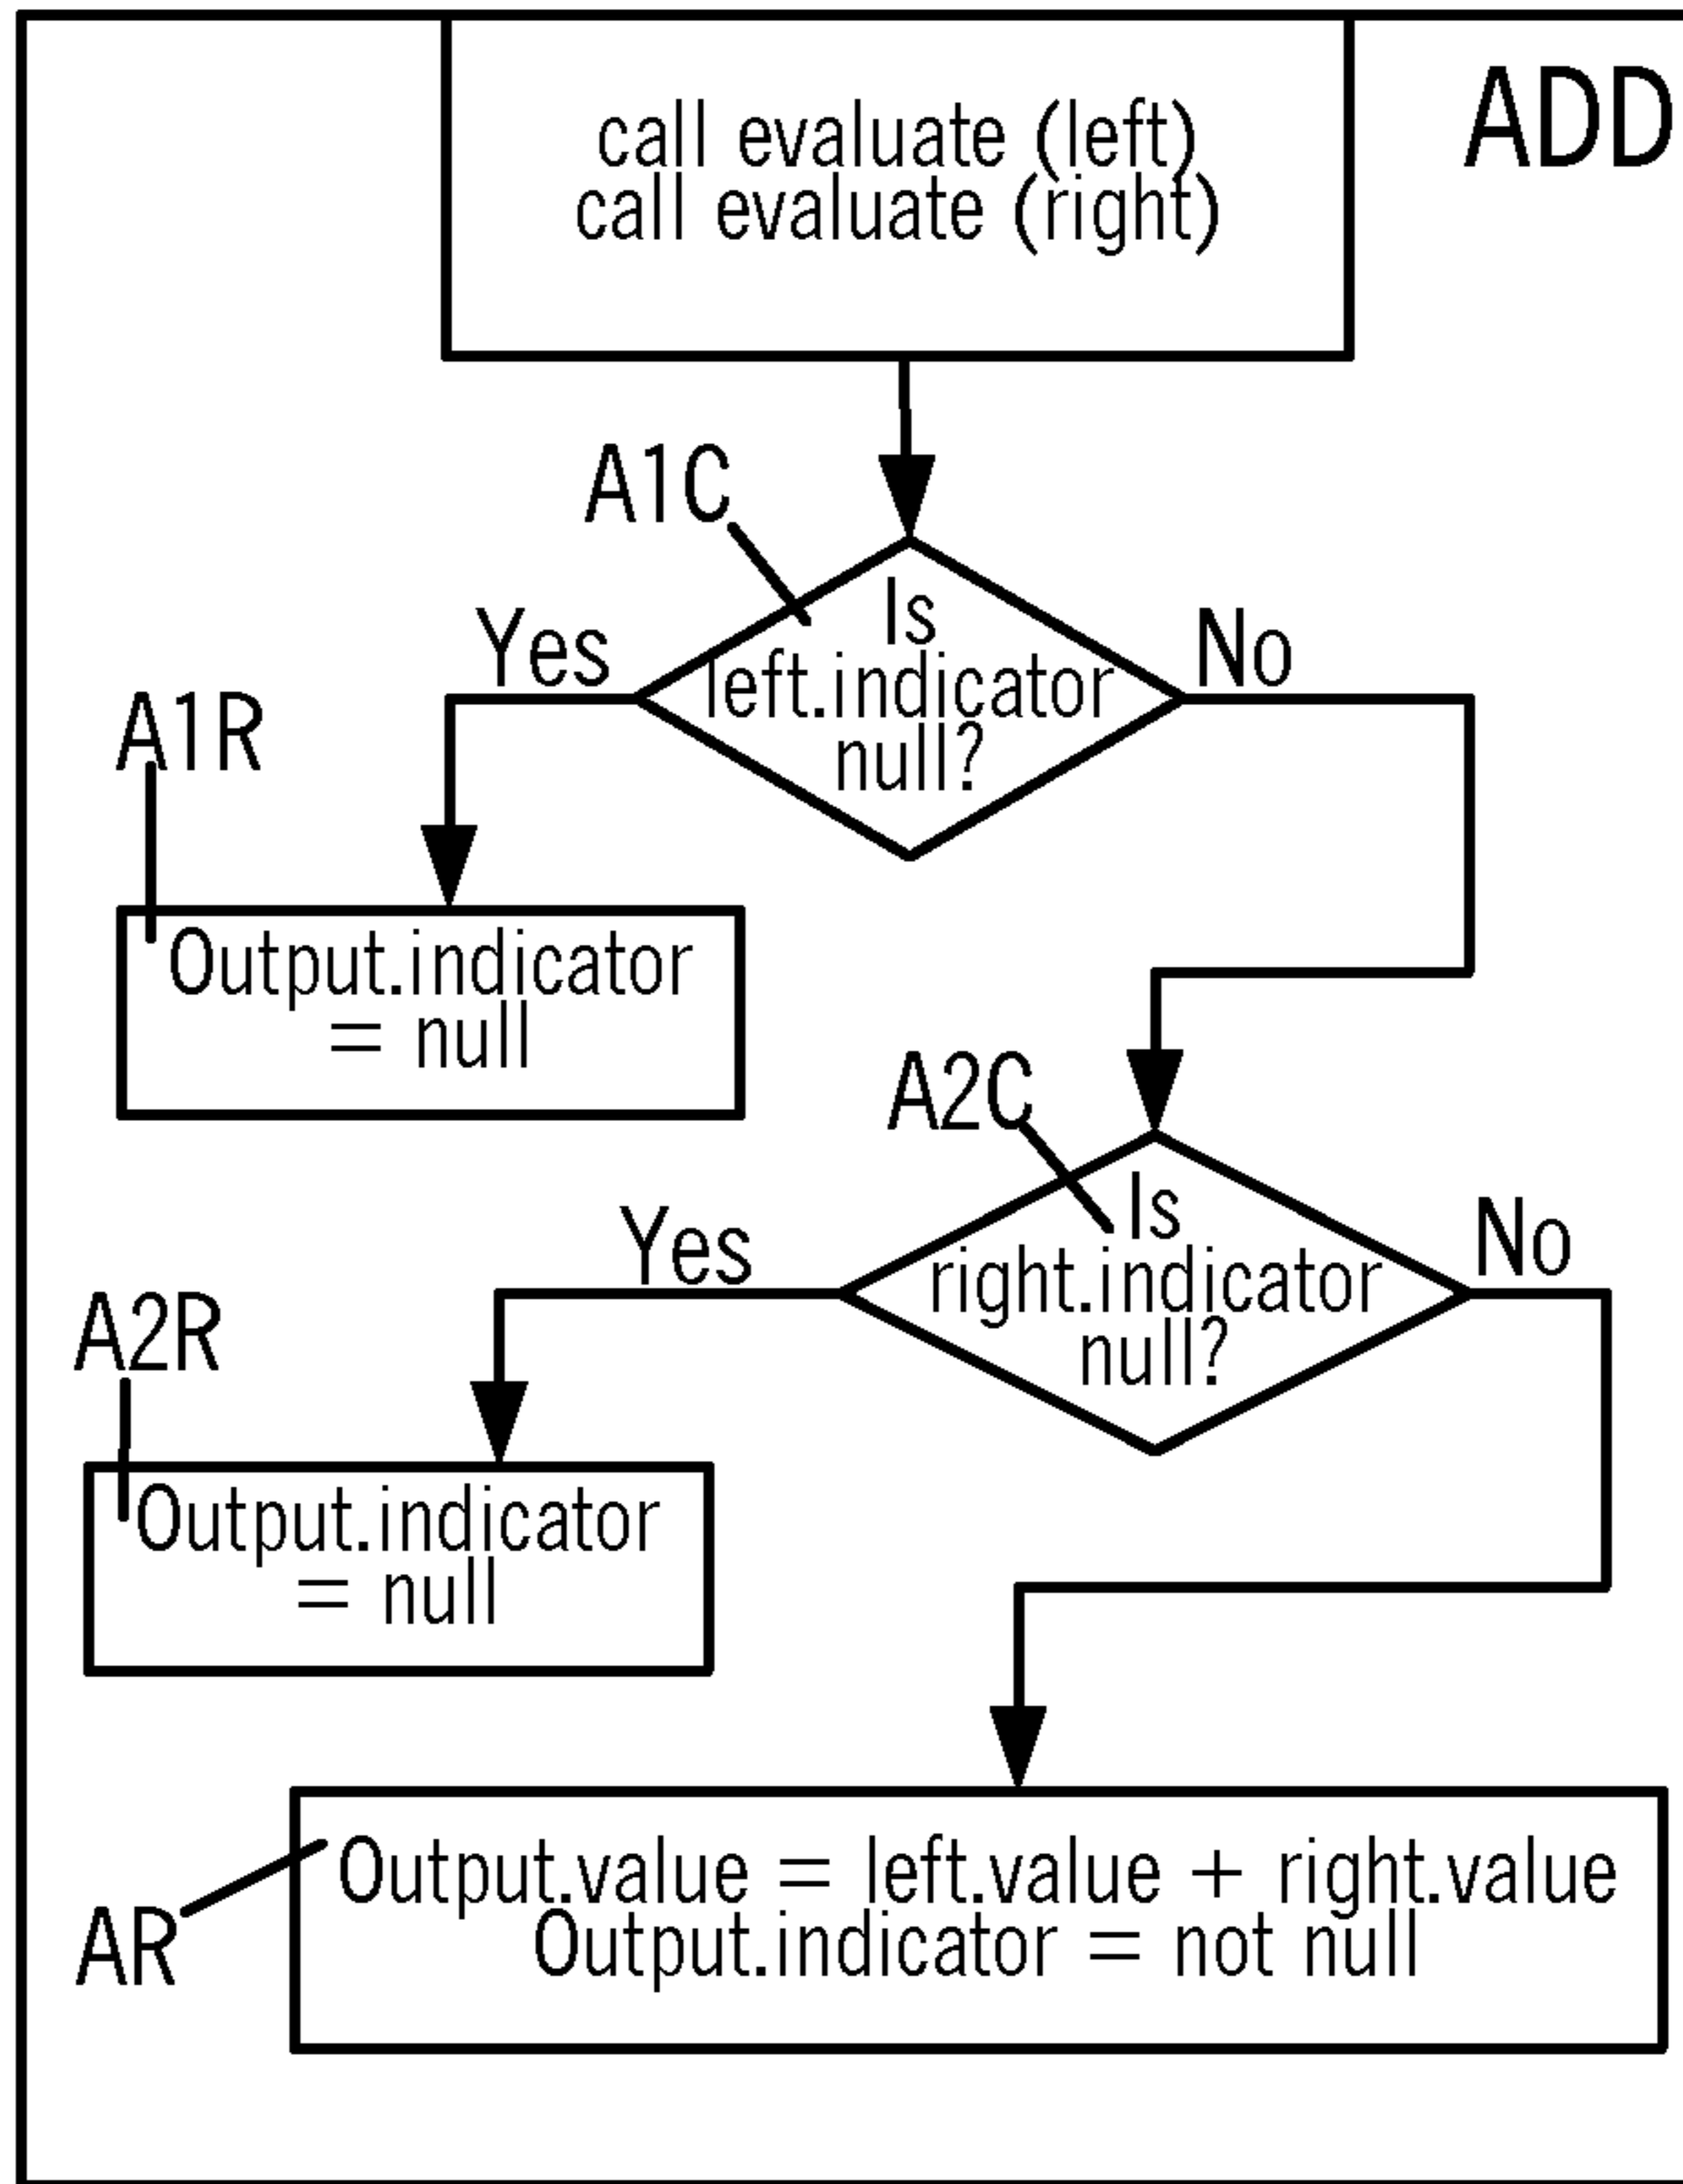 ADD
call evaluate (left)
call evaluate (right)
A1C
Is
left.indicator
null?
Yes
No
A1R
Output.indicator
= null
A2C
Is
right.indicator
null?
Yes
No
A2R
Output.indicator
= null
Output.value = left.value + right.value
Output.indicator = not null
AR